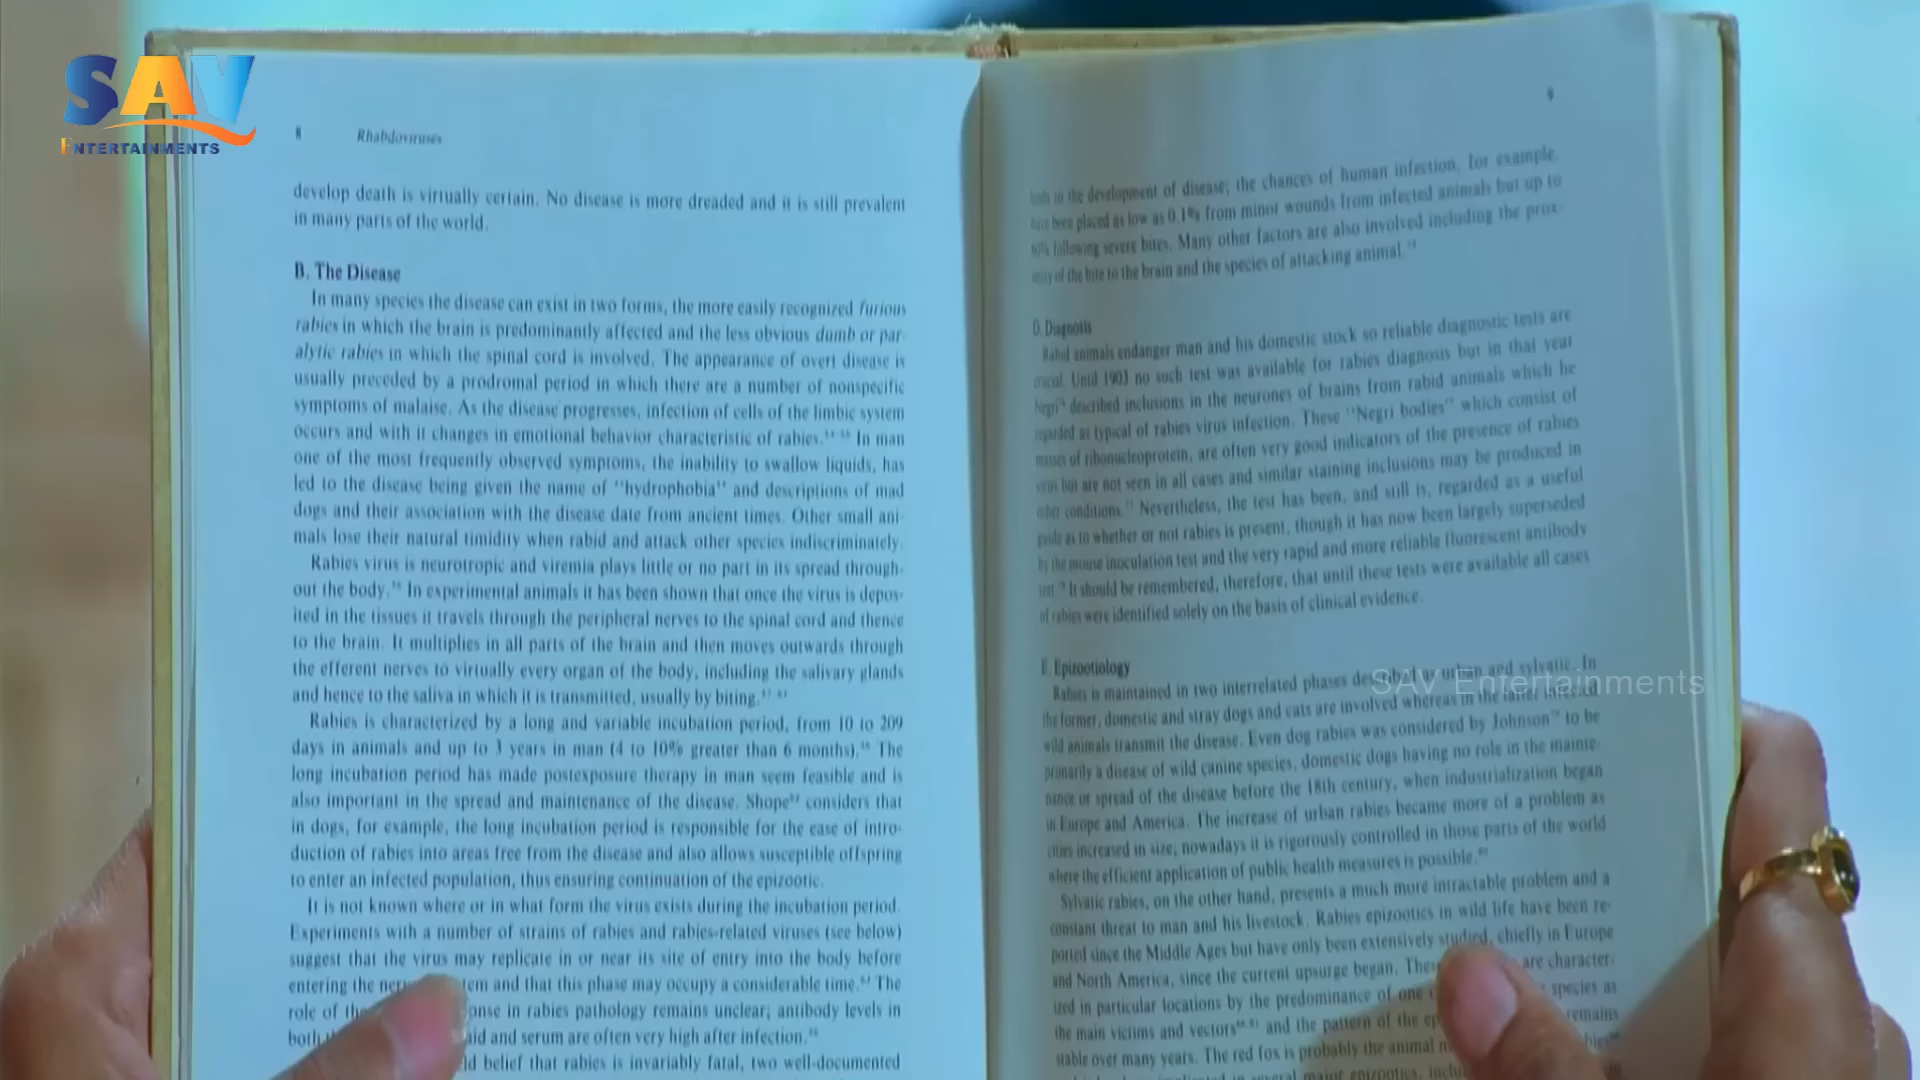 SAV
ENTERTAINMENTS
8 Rhabdoviruses
develop death is virtually certain. No disease is more dreaded and it is still prevalent
in many parts of the world.
B. The Disease
In many species the disease can exist in two forms, the more easily recognized furious
rabies in which the brain is predominantly affected and the less obvious dumb or par-
alytic rabies in which the spinal cord is involved. The appearance of overt disease is
usually preceded by a prodromal period in which there are a number of nonspecific
symptoms of malaise. As the disease progresses, infection of cells of the limbic system
occurs and with it changes in emotional behavior characteristic of rabies. In man
one of the most frequently observed symptoms, the inability to swallow liquids, has
led to the disease being given the name of "hydrophobia" and descriptions of mad
dogs and their association with the disease date from ancient times. Other small ani-
mals lose their natural timidity when rabid and attack other species indiscriminately.
Rabies virus is neurotropic and viremia plays little or no part in its spread through-
out the body. In experimental animals it has been shown that once the virus is depos-
ited in the tissues it travels through the peripheral nerves to the spinal cord and thence
to the brain. It multiplies in all parts of the brain and then moves outwards through
the efferent nerves to virtually every organ of the body, including the salivary glands
and hence to the saliva in which it is transmitted, usually by biting.
Rabies is characterized by a long and variable incubation period, from 10 to 209
days in animals and up to 3 years in man (4 to 10% greater than 6 months). The
long incubation period has made postexposure therapy in man seem feasible and is
also important in the spread and maintenance of the disease. Shope considers that
in dogs, for example, the long incubation period is responsible for the ease of intro-
duction of rabies into areas free from the disease and also allows susceptible offspring
to enter an infected population, thus ensuring continuation of the epizootic.
It is not known where or in what form the virus exists during the incubation period.
Experiments with a number of strains of rabies and rabies-related viruses (see below)
suggest that the virus may replicate in or near its site of entry into the body before
entering the tem and that this phase may occupy a considerable time. The
role of the onse in rabies pathology remains unclear; antibody levels in
both and serum are often very high after infection.
belief that rabies is invariably fatal, two well-documented
9
in the development of disease; the chances of human infection, for example,
have been placed as low as 0.1% from minor wounds from infected animals but up to
following severe bites. Many other factors are also involved including the prox-
of the bite to the brain and the species of attacking animal.
D. Diagnosis
Rabid animals endanger man and his domestic stock so reliable diagnostic tests are
crucial. Until 1903 no such test was available for rabies diagnosis but in that year
Negri described inclusions in the neurones of brains from rabid animals which he
regarded as typical of rabies virus infection. These "Negri bodies" which consist of
masses of ribonucleoprotein, are often very good indicators of the presence of rabies
virus but are not seen in all cases and similar staining inclusions may be produced in
other conditions. Nevertheless, the test has been, and still is, regarded as a useful
guide as to whether or not rabies is present, though it has now been largely superseded
by the mouse inoculation test and the very rapid and more reliable fluorescent antibody
test. It should be remembered, therefore, that until these tests were available all cases
of rabies were identified solely on the basis of clinical evidence.
E. Epizootiology
Rabies is maintained in two interrelated phases described as urban and sylvatic. In
the former, domestic and stray dogs and cats are involved whereas in the latter infected
SAV Entertainments
wild animals transmit the disease. Even dog rabies was considered by Johnson to be
primarily a disease of wild canine species, domestic dogs having no role in the mainte-
nance or spread of the disease before the 18th century, when industrialization began
in Europe and America. The increase of urban rabies became more of a problem as
cities increased in size; nowadays it is rigorously controlled in those parts of the world
where the efficient application of public health measures is possible.
Sylvatic rabies, on the other hand, presents a much more intractable problem and a
constant threat to man and his livestock. Rabies epizootics in wild life have been re-
ported since the Middle Ages but have only been extensively studied, chiefly in Europe
and North America, since the current upsurge began. are character-
ized in particular locations by the predominance of one species as
the main victims and vectors and the pattern of the remains
stable over many years. The red fox is probably the animal
in several major epizootics,